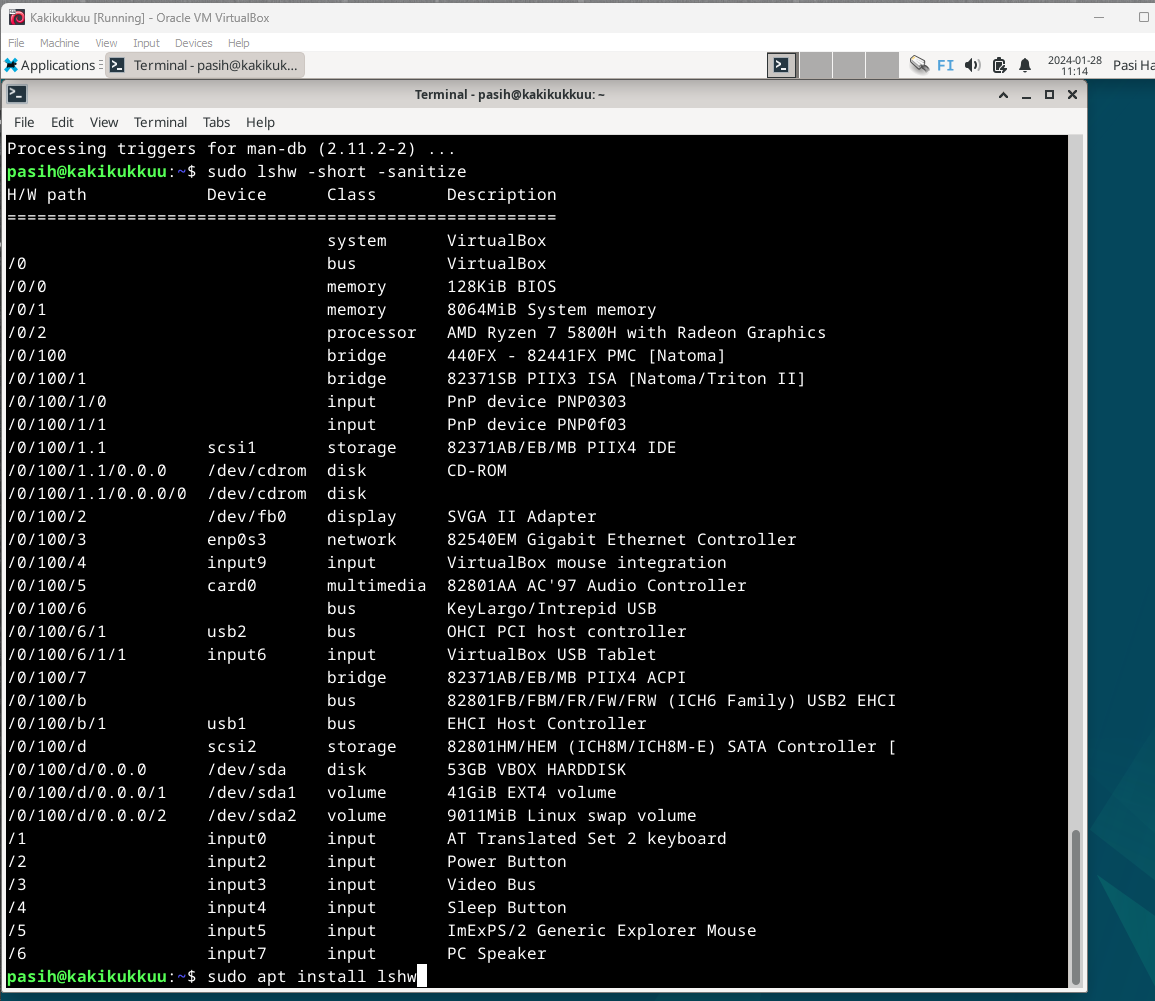 Kakikukkuu [Running] - Oracle VM VirtualBox
File Machine View Input Devices Help
Applications Terminal - pasih@kakikuk... FI 2024-01-28 11:14 Pasi Ha
Terminal - pasih@kakikukkuu: ~
File Edit View Terminal Tabs Help
Processing triggers for man-db (2.11.2-2) ...
pasih@kakikukkuu:~$ sudo lshw -short -sanitize
H/W path Device Class Description
=======================================================
system VirtualBox
/0 bus VirtualBox
/0/0 memory 128KiB BIOS
/0/1 memory 8064MiB System memory
/0/2 processor AMD Ryzen 7 5800H with Radeon Graphics
/0/100 bridge 440FX - 82441FX PMC [Natoma]
/0/100/1 bridge 82371SB PIIX3 ISA [Natoma/Triton II]
/0/100/1/0 input PnP device PNP0303
/0/100/1/1 input PnP device PNP0f03
/0/100/1.1 scsi1 storage 82371AB/EB/MB PIIX4 IDE
/0/100/1.1/0.0.0 /dev/cdrom disk CD-ROM
/0/100/1.1/0.0.0/0 /dev/cdrom disk
/0/100/2 /dev/fb0 display SVGA II Adapter
/0/100/3 enp0s3 network 82540EM Gigabit Ethernet Controller
/0/100/4 input9 input VirtualBox mouse integration
/0/100/5 card0 multimedia 82801AA AC'97 Audio Controller
/0/100/6 bus KeyLargo/Intrepid USB
/0/100/6/1 usb2 bus OHCI PCI host controller
/0/100/6/1/1 input6 input VirtualBox USB Tablet
/0/100/7 bridge 82371AB/EB/MB PIIX4 ACPI
/0/100/b bus 82801FB/FBM/FR/FW/FRW (ICH6 Family) USB2 EHCI
/0/100/b/1 usb1 bus EHCI Host Controller
/0/100/d scsi2 storage 82801HM/HEM (ICH8M/ICH8M-E) SATA Controller [
/0/100/d/0.0.0 /dev/sda disk 53GB VBOX HARDDISK
/0/100/d/0.0.0/1 /dev/sda1 volume 41GiB EXT4 volume
/0/100/d/0.0.0/2 /dev/sda2 volume 9011MiB Linux swap volume
/1 input0 input AT Translated Set 2 keyboard
/2 input2 input Power Button
/3 input3 input Video Bus
/4 input4 input Sleep Button
/5 input5 input ImExPS/2 Generic Explorer Mouse
/6 input7 input PC Speaker
pasih@kakikukkuu:~$ sudo apt install lshw